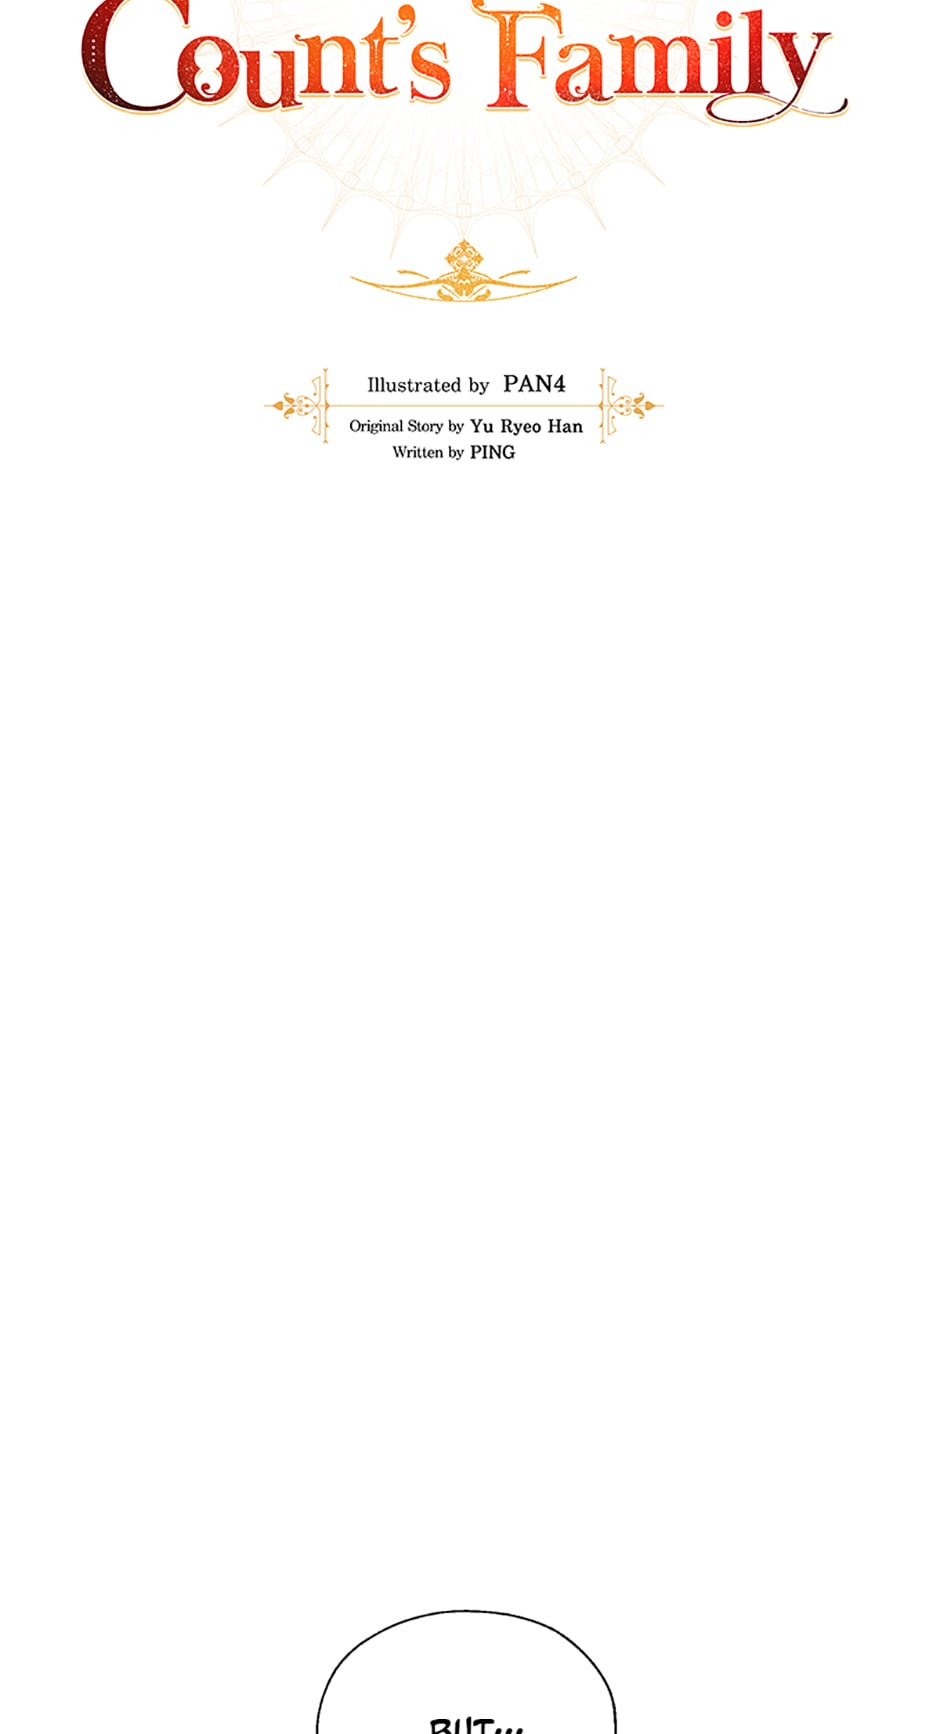 Count's Family
Illustrated by PAN4
Original Story by Yu Ryeo Han
Written by PING
BUT...